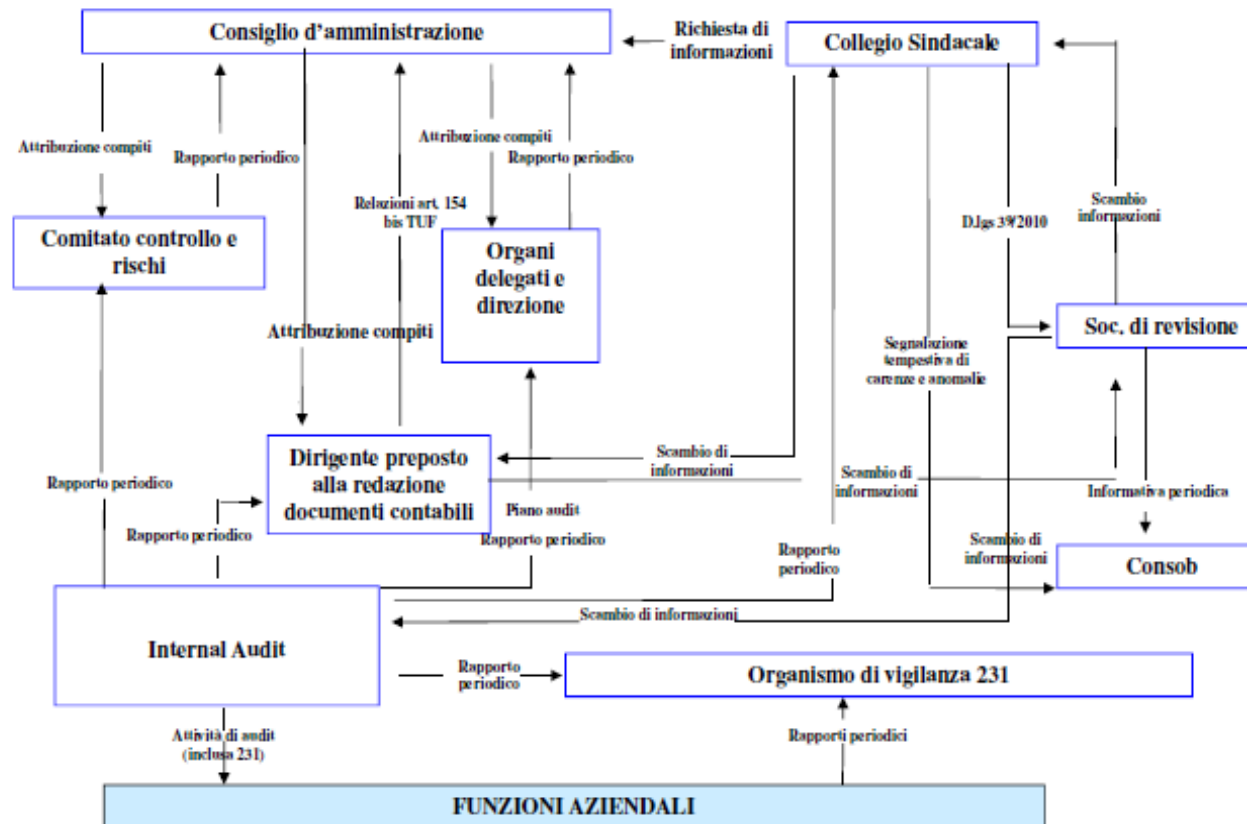 Consiglio d'amministrazione
Richiesta di
informazioni
Collegio Sindacale
Attribuzione compiti
Rapporto periodico
Attribuzione compiti
Rapporto periodico
Relazioni art. 154
bis TUF
Scambio
informazioni
D.lgs 39/2010
Comitato controllo e
rischi
Organi
delegati e
direzione
Attribuzione compiti
Soc. di revisione
Segnalazione
tempestiva di
carenze e anomalie
Dirigente preposto
alla redazione
documenti contabili
Scambio di
informazioni
Scambio di
informazioni
Rapporto periodico
Informativa periodica
Piano audit
Rapporto periodico
Rapporto periodico
Rapporto
periodico
Scambio di
informazioni
Consob
Scambio di informazioni
Internal Audit
Rapporto
periodico
Organismo di vigilanza 231
Attività di audit
(inclusa 231)
Rapporti periodici
FUNZIONI AZIENDALI